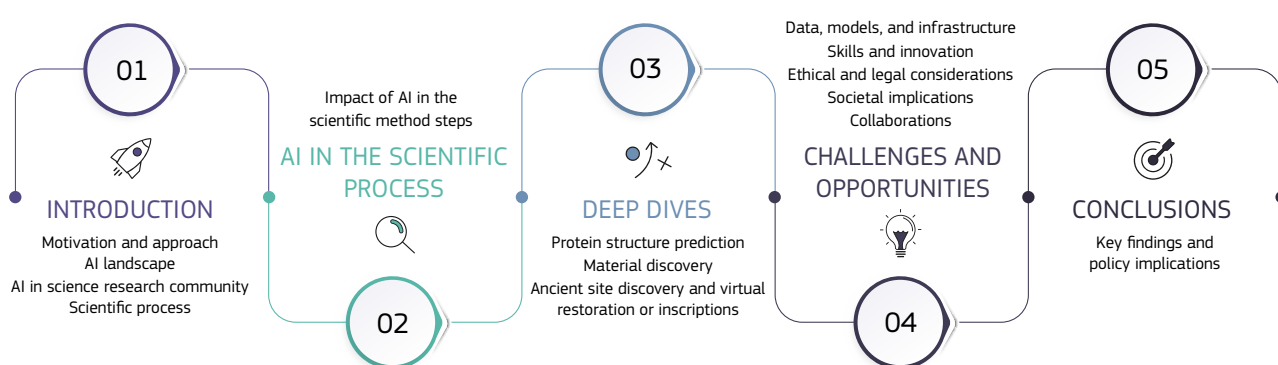 01
INTRODUCTION
Motivation and approach
AI landscape
AI in science research community
Scientific process
Impact of AI in the
scientific method steps
AI IN THE SCIENTIFIC
PROCESS
02
03
DEEP DIVES
Protein structure prediction
Material discovery
Ancient site discovery and virtual
restoration or inscriptions
Data, models, and infrastructure
Skills and innovation
Ethical and legal considerations
Societal implications
Collaborations
CHALLENGES AND
OPPORTUNITIES
04
05
CONCLUSIONS
Key findings and
policy implications